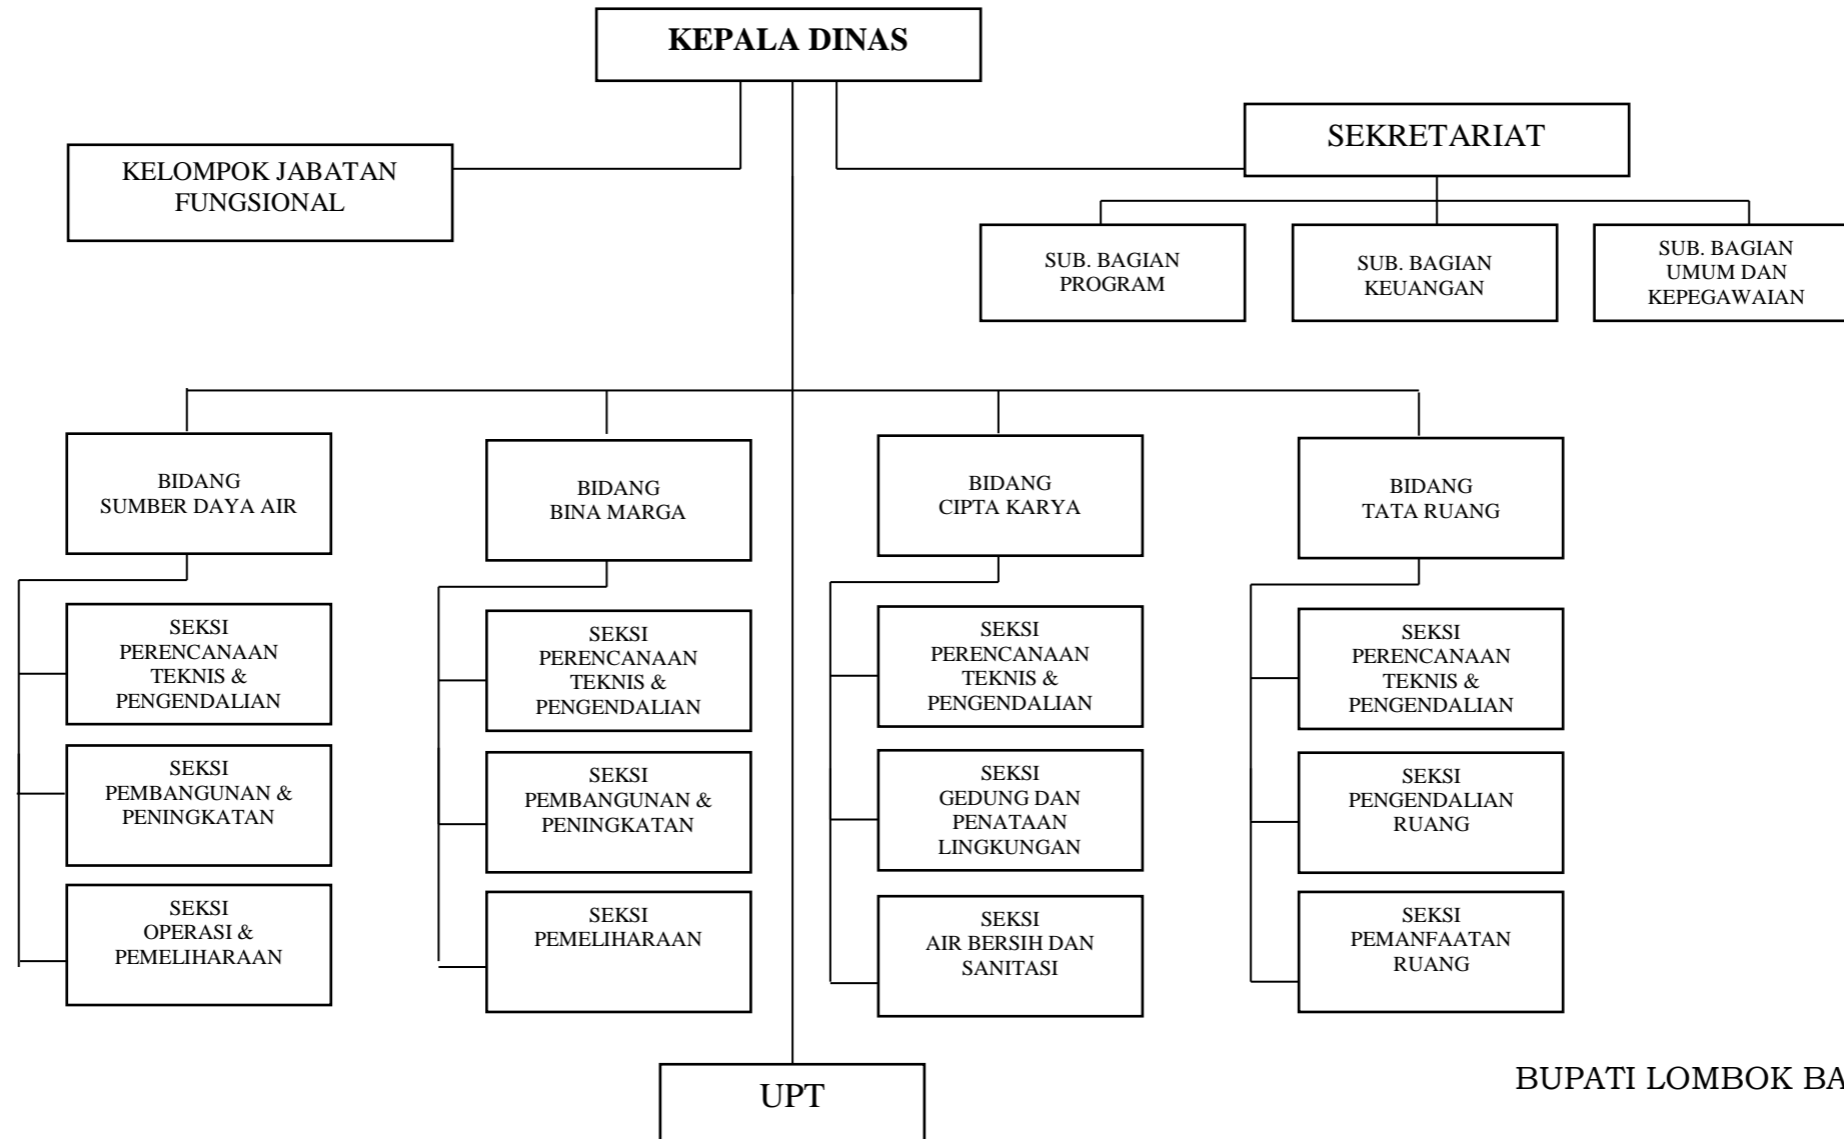 KEPALA DINAS
SEKRETARIAT
KELOMPOK JABATAN
FUNGSIONAL
SUB. BAGIAN
PROGRAM
SUB. BAGIAN
KEUANGAN
SUB. BAGIAN
UMUM DAN
KEPEGAWAIAN
BIDANG
SUMBER DAYA AIR
BIDANG
BINA MARGA
BIDANG
CIPTA KARYA
BIDANG
TATA RUANG
SEKSI
PERENCANAAN
TEKNIS &
PENGENDALIAN
SEKSI
PERENCANAAN
TEKNIS &
PENGENDALIAN
SEKSI
PERENCANAAN
TEKNIS &
PENGENDALIAN
SEKSI
PERENCANAAN
TEKNIS &
PENGENDALIAN
SEKSI
PEMBANGUNAN &
PENINGKATAN
SEKSI
PEMBANGUNAN &
PENINGKATAN
SEKSI
GEDUNG DAN
PENATAAN
LINGKUNGAN
SEKSI
PENGENDALIAN
RUANG
SEKSI
OPERASI &
PEMELIHARAAN
SEKSI
PEMELIHARAAN
SEKSI
AIR BERSIH DAN
SANITASI
SEKSI
PEMANFAATAN
RUANG
UPT
BUPATI LOMBOK BA